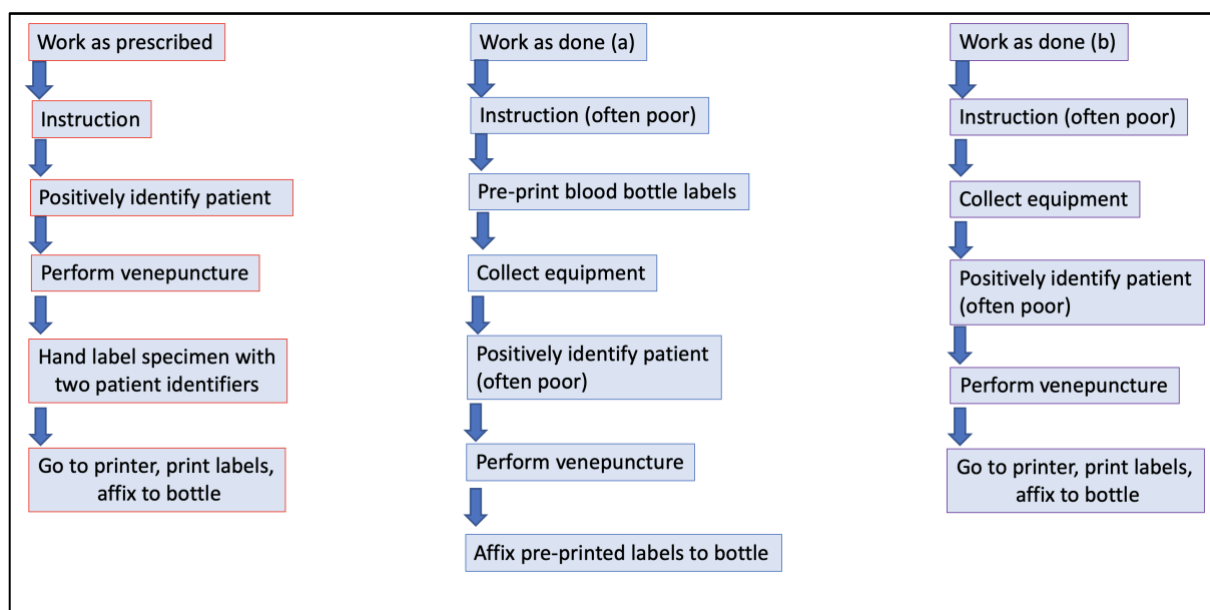 Work as prescribed
Instruction
Positively identify patient
Perform venepuncture
Hand label specimen with
two patient identifiers
Go to printer, print labels,
affix to bottle
Work as done (a)
Instruction (often poor)
Pre-print blood bottle labels
Collect equipment
Positively identify patient
(often poor)
Perform venepuncture
Affix pre-printed labels to bottle
Work as done (b)
Instruction (often poor)
Collect equipment
Positively identify patient
(often poor)
Perform venepuncture
Go to printer, print labels,
affix to bottle